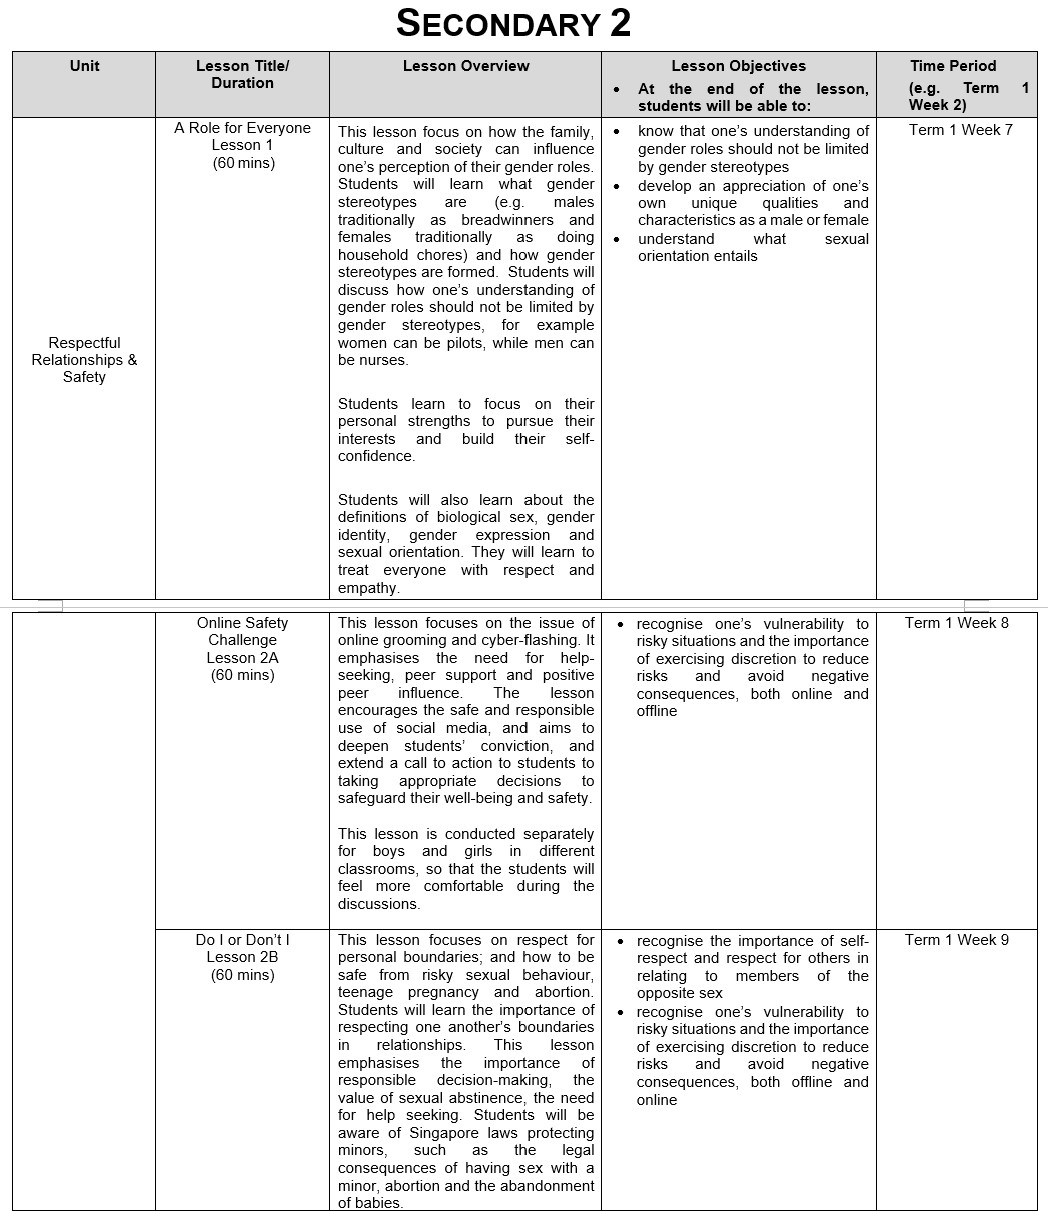 SECONDARY 2
Unit
Lesson Title/
Duration
Lesson Overview
Lesson Objectives
• At the end of the lesson,
students will be able to:
Time Period
(e.g. Term 1
Week 2)
Respectful
Relationships &
Safety
A Role for Everyone
Lesson 1
(60 mins)
This lesson focus on how the family,
culture and society can influence
one's perception of their gender roles.
Students will learn what gender
stereotypes are (e.g. males
traditionally as breadwinners and
females traditionally as doing
household chores) and how gender
stereotypes are formed. Students will
discuss how one's understanding of
gender roles should not be limited by
gender stereotypes, for example
women can be pilots, while men can
be nurses.
Students learn to focus on their
personal strengths to pursue their
interests and build their self-
confidence.
Students will also learn about the
definitions of biological sex, gender
identity, gender expression and
sexual orientation. They will learn to
treat everyone with respect and
empathy.
• know that one's understanding of
gender roles should not be limited
by gender stereotypes
• develop an appreciation of one's
own unique qualities and
characteristics as a male or female
• understand what sexual
orientation entails
Term 1 Week 7
Online Safety
Challenge
Lesson 2A
(60 mins)
This lesson focuses on the issue of
online grooming and cyber-flashing. It
emphasises the need for help-
seeking, peer support and positive
peer influence. The lesson
encourages the safe and responsible
use of social media, and aims to
deepen students' conviction, and
extend a call to action to students to
taking appropriate decisions to
safeguard their well-being and safety.
This lesson is conducted separately
for boys and girls in different
classrooms, so that the students will
feel more comfortable during the
discussions.
• recognise one's vulnerability to
risky situations and the importance
of exercising discretion to reduce
risks and avoid negative
consequences, both online and
offline
Term 1 Week 8
Do I or Don't I
Lesson 2B
(60 mins)
This lesson focuses on respect for
personal boundaries; and how to be
safe from risky sexual behaviour,
teenage pregnancy and abortion.
Students will learn the importance of
respecting one another's boundaries
in relationships. This lesson
emphasises the importance of
responsible decision-making, the
value of sexual abstinence, the need
for help seeking. Students will be
aware of Singapore laws protecting
minors, such as the legal
consequences of having sex with a
minor, abortion and the abandonment
of babies.
• recognise the importance of self-
respect and respect for others in
relating to members of the
opposite sex
• recognise one's vulnerability to
risky situations and the importance
of exercising discretion to reduce
risks and avoid negative
consequences, both offline and
online
Term 1 Week 9